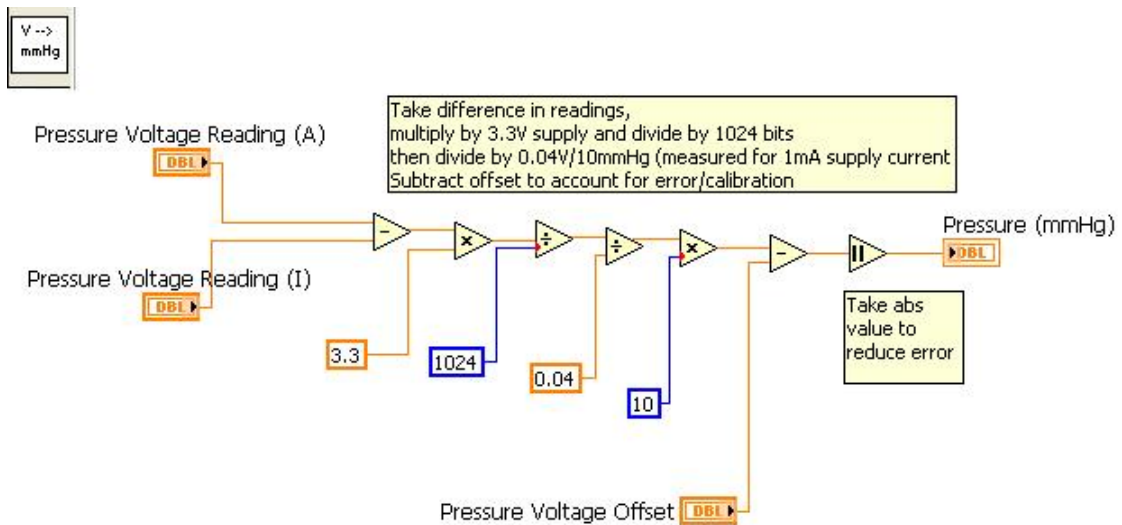 V -->
mmHg
Take difference in readings,
multiply by 3.3V supply and divide by 1024 bits
then divide by 0.04V/10mmHg (measured for 1mA supply current
Subtract offset to account for error/calibration
Pressure Voltage Reading (A)
DBL
Pressure (mmHg)
DBL
Pressure Voltage Reading (I)
DBL
Take abs
value to
reduce error
3.3
1024
0.04
10
Pressure Voltage Offset DBL